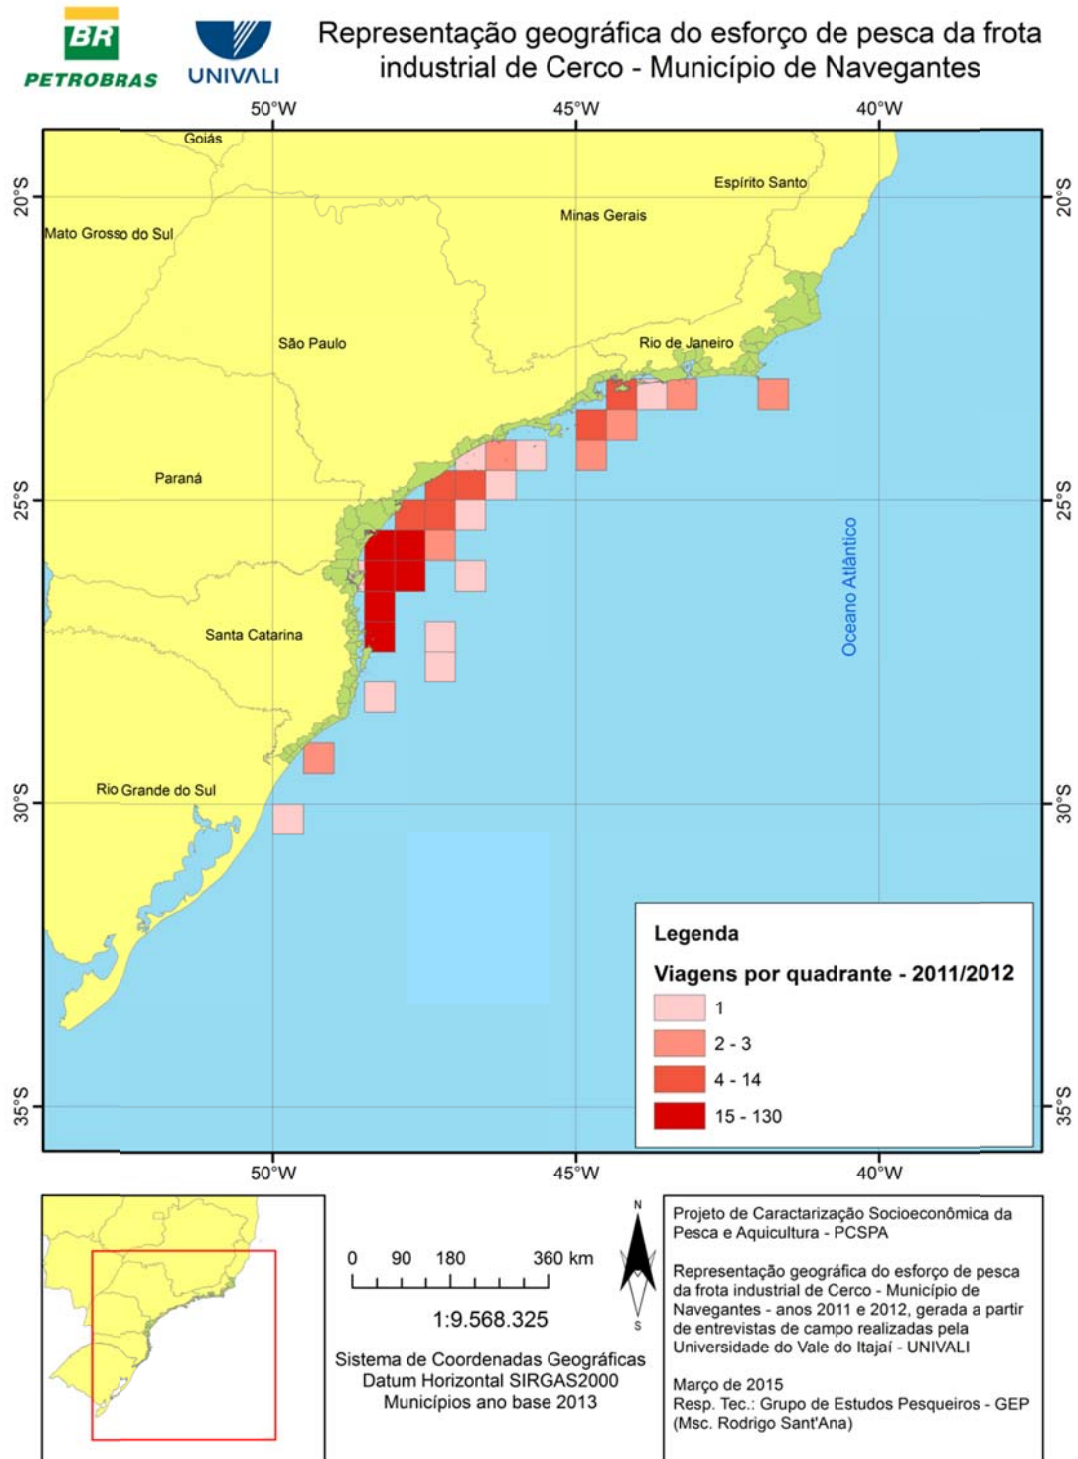 BR
PETROBRAS
UNIVALI
Representação geográfica do esforço de pesca da frota
industrial de Cerco - Município de Navegantes
50°W 45°W 40°W
Goiás
Espírito Santo
20°S 20°S
Minas Gerais
Mato Grosso do Sul
São Paulo
Rio de Janeiro
Paraná
25°S 25°S
Oceano Atlântico
Santa Catarina
Rio Grande do Sul
30°S 30°S
Legenda
Viagens por quadrante - 2011/2012
1
2 - 3
4 - 14
15 - 130
35°S 35°S
50°W 45°W 40°W
0 90 180 360 km
1:9.568.325
Sistema de Coordenadas Geográficas
Datum Horizontal SIRGAS2000
Municípios ano base 2013
N
S
Projeto de Caractarização Socioeconômica da
Pesca e Aquicultura - PCSPA
Representação geográfica do esforço de pesca
da frota industrial de Cerco - Município de
Navegantes - anos 2011 e 2012, gerada a partir
de entrevistas de campo realizadas pela
Universidade do Vale do Itajaí - UNIVALI
Março de 2015
Resp. Tec.: Grupo de Estudos Pesqueiros - GEP
(Msc. Rodrigo Sant'Ana)